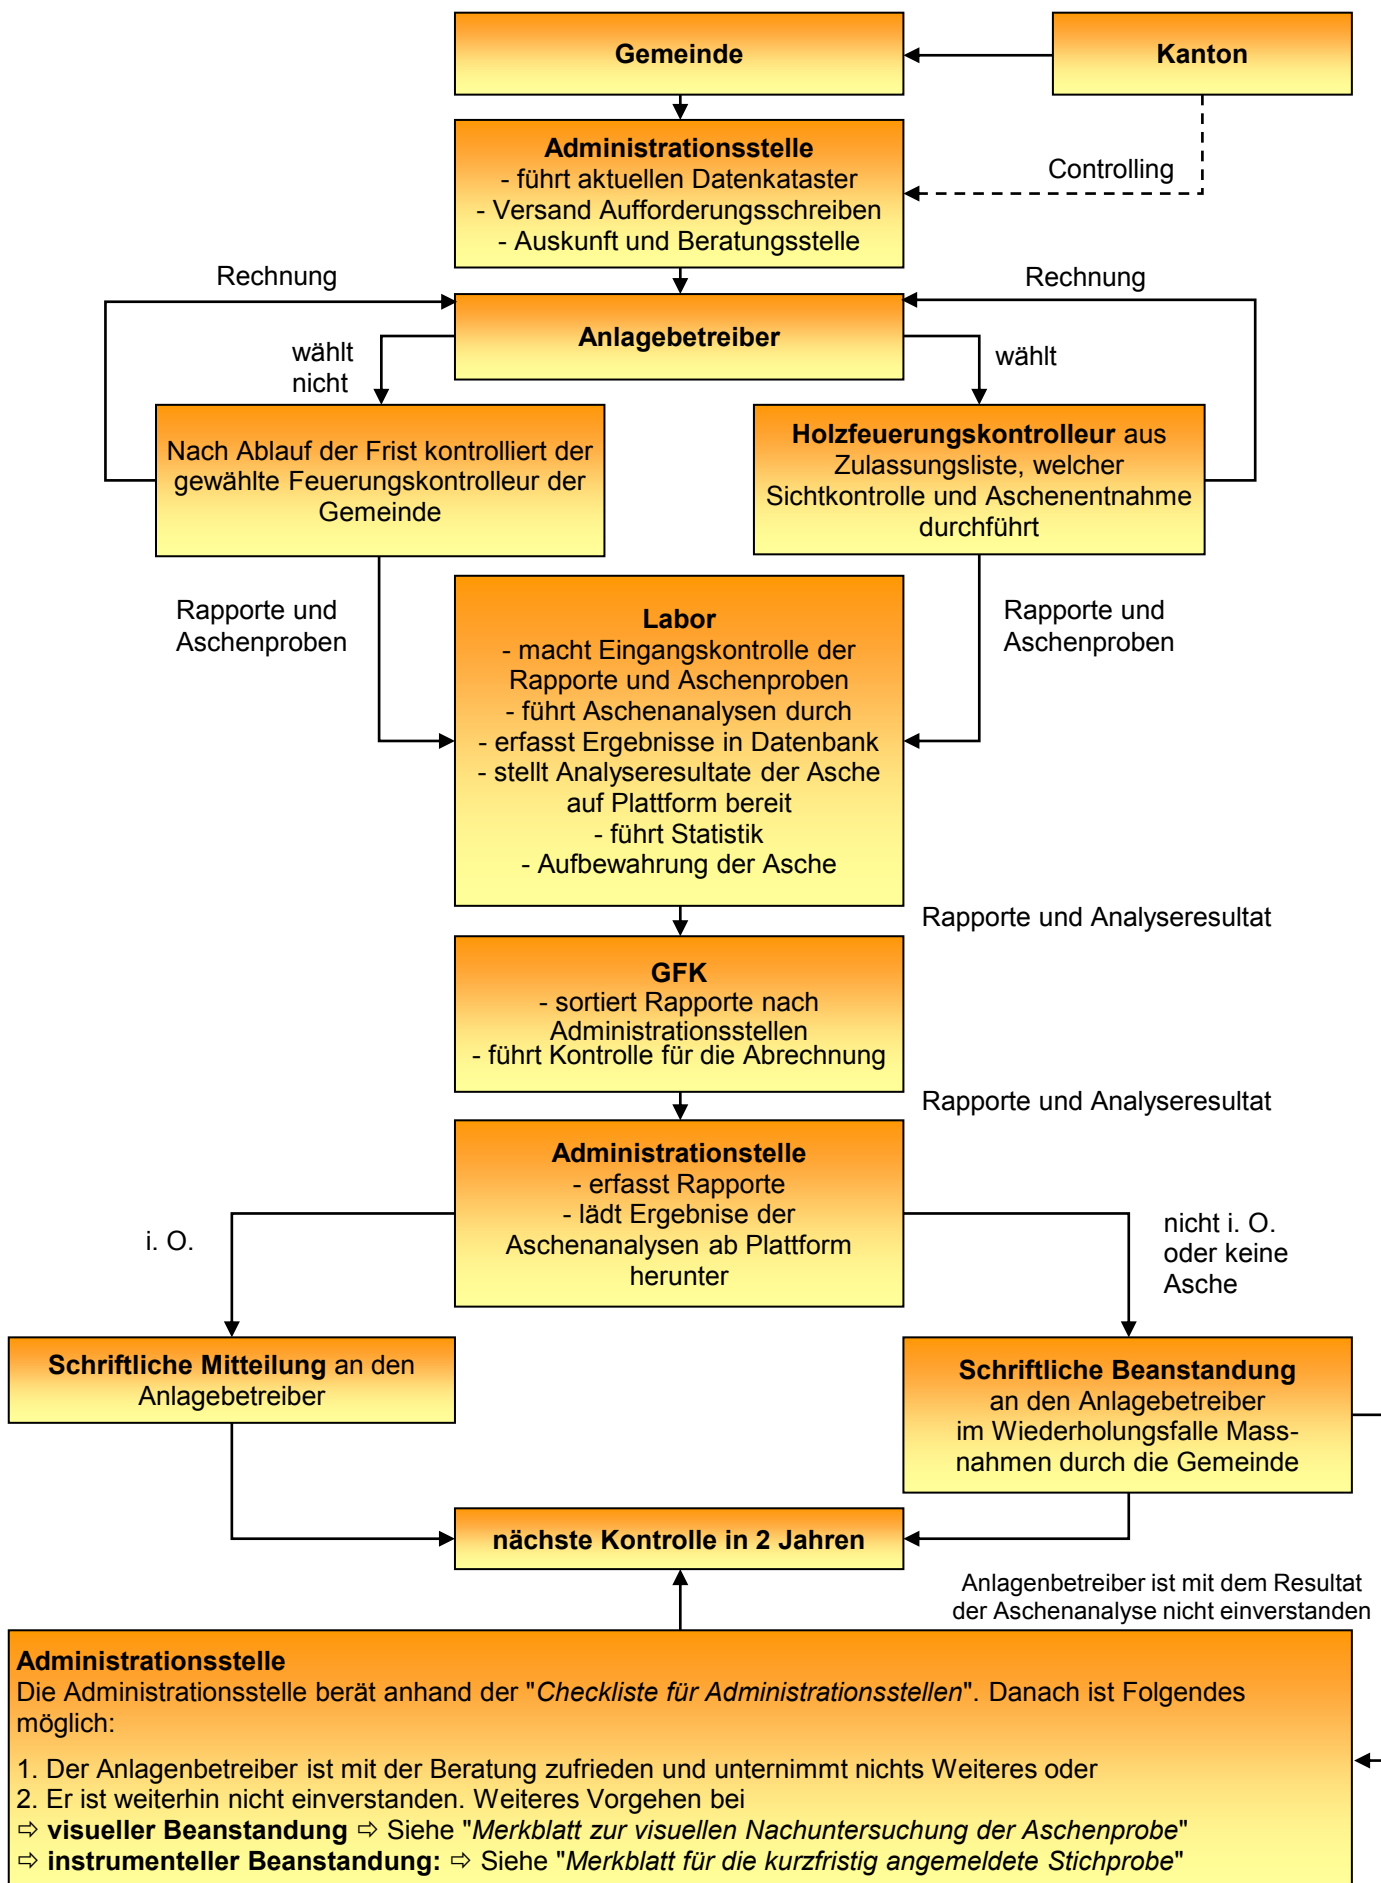 Gemeinde
Kanton
Administrationsstelle
- führt aktuellen Datenkataster
- Versand Aufforderungsschreiben
- Auskunft und Beratungsstelle
Controlling
Rechnung
Rechnung
Anlagebetreiber
wählt
nicht
wählt
Nach Ablauf der Frist kontrolliert der
gewählte Feuerungskontrolleur der
Gemeinde
Holzfeuerungskontrolleur aus
Zulassungsliste, welcher
Sichtkontrolle und Aschenentnahme
durchführt
Rapporte und
Aschenproben
Labor
- macht Eingangskontrolle der
Rapporte und Aschenproben
- führt Aschenanalysen durch
- erfasst Ergebnisse in Datenbank
- stellt Analyseresultate der Asche
auf Plattform bereit
- führt Statistik
- Aufbewahrung der Asche
Rapporte und
Aschenproben
Rapporte und Analyseresultat
GFK
- sortiert Rapporte nach
Administrationsstellen
- führt Kontrolle für die Abrechnung
Rapporte und Analyseresultat
Administrationstelle
- erfasst Rapporte
- lädt Ergebnise der
Aschenanalysen ab Plattform
herunter
i. O.
nicht i. O.
oder keine
Asche
Schriftliche Mitteilung an den
Anlagebetreiber
Schriftliche Beanstandung
an den Anlagebetreiber
im Wiederholungsfalle Mass-
nahmen durch die Gemeinde
nächste Kontrolle in 2 Jahren
Anlagenbetreiber ist mit dem Resultat
der Aschenanalyse nicht einverstanden
Administrationsstelle
Die Administrationsstelle berät anhand der "Checkliste für Administrationsstellen". Danach ist Folgendes
möglich:
1. Der Anlagenbetreiber ist mit der Beratung zufrieden und unternimmt nichts Weiteres oder
2. Er ist weiterhin nicht einverstanden. Weiteres Vorgehen bei
⇨ visueller Beanstandung ⇨ Siehe "Merkblatt zur visuellen Nachuntersuchung der Aschenprobe"
⇨ instrumenteller Beanstandung: ⇨ Siehe "Merkblatt für die kurzfristig angemeldete Stichprobe"